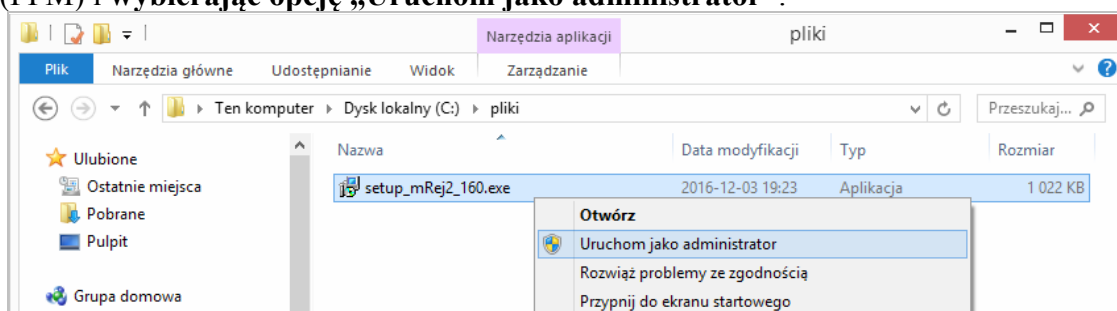 (PPM) i wybierając opcję „Uruchom jako administrator”.
Narzędzia aplikacji
pliki
Plik
Narzędzia główne
Udostępnianie
Widok
Zarządzanie
Ten komputer
Dysk lokalny (C:)
pliki
Przeszukaj...
Ulubione
Ostatnie miejsca
Pobrane
Pulpit
Grupa domowa
Nazwa
Data modyfikacji
Typ
Rozmiar
setup_mRej2_160.exe
2016-12-03 19:23
Aplikacja
1 022 KB
Otwórz
Uruchom jako administrator
Rozwiąż problemy ze zgodnością
Przypnij do ekranu startowego